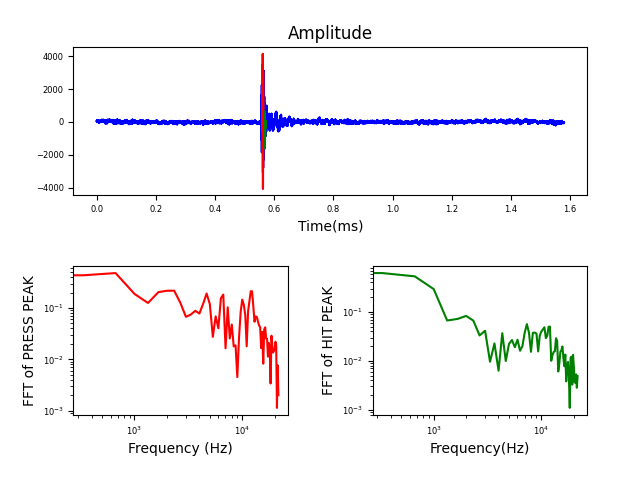 Amplitude
4000
2000
0
−2000
−4000
0.0 0.2 0.4 0.6 0.8 1.0 1.2 1.4 1.6
Time(ms)
FFT of PRESS PEAK
10⁻¹
10⁻²
10⁻³
10³ 10⁴
Frequency (Hz)
FFT of HIT PEAK
10⁻¹
10⁻²
10⁻³
10³ 10⁴
Frequency(Hz)